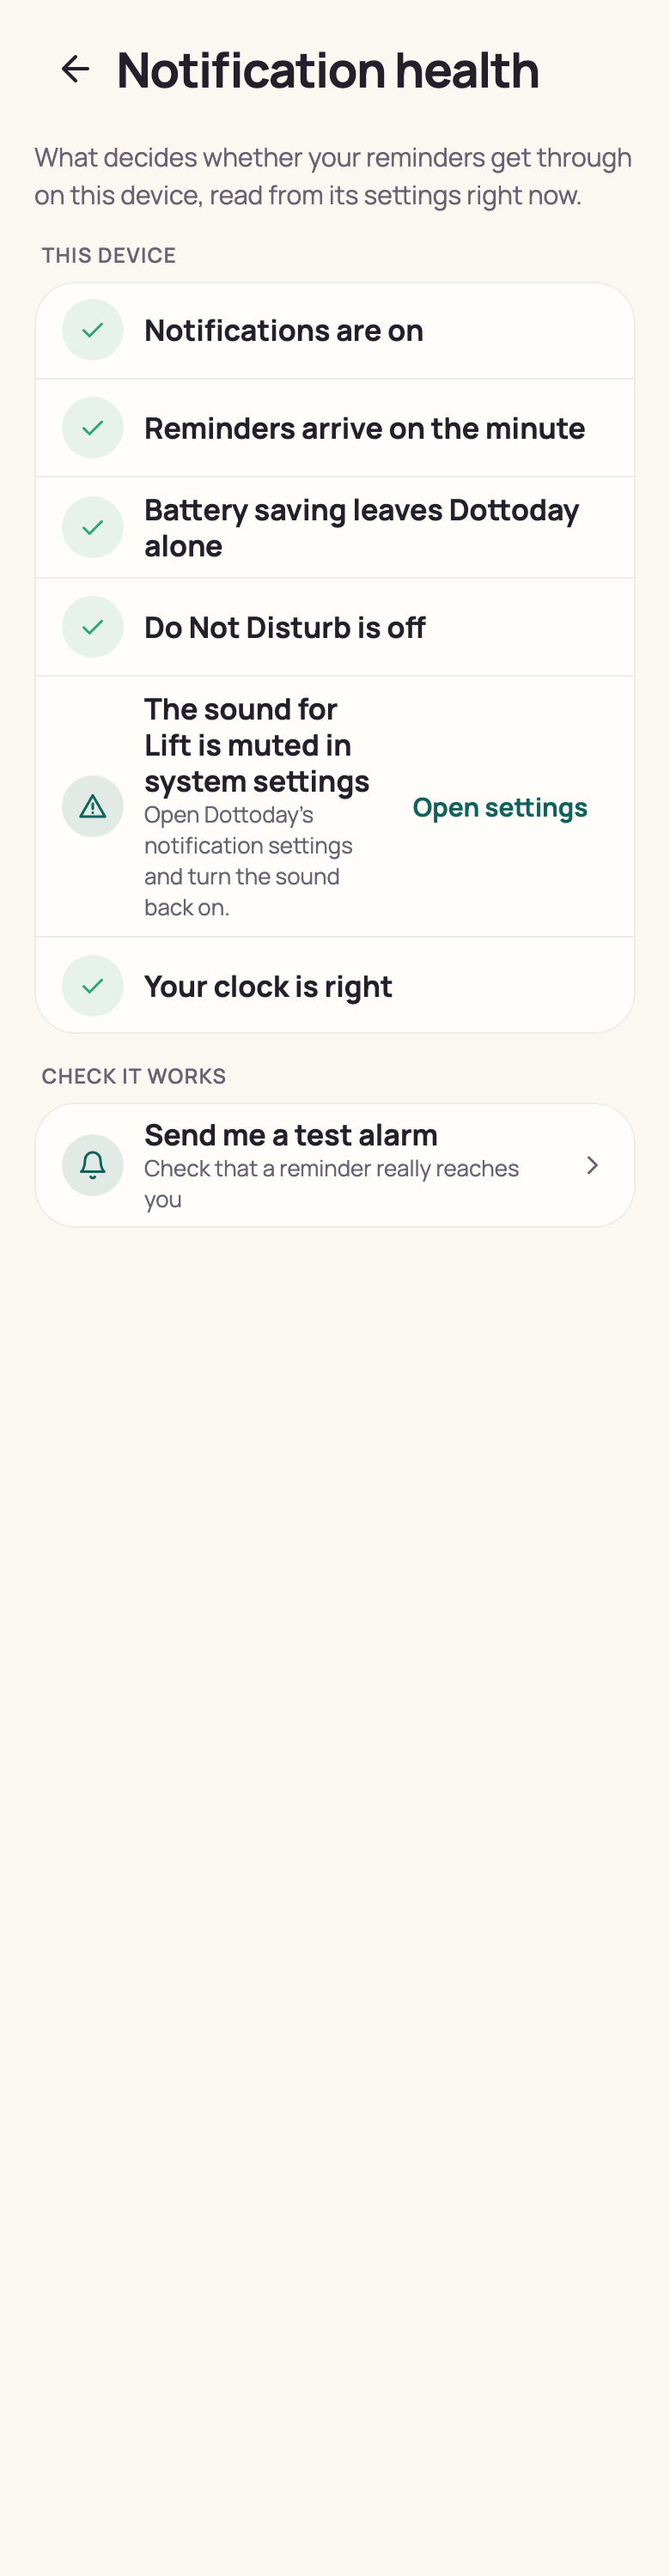 Notification health
What decides whether your reminders get through
on this device, read from its settings right now.
THIS DEVICE
Notifications are on
Reminders arrive on the minute
Battery saving leaves Dottoday
alone
Do Not Disturb is off
The sound for
Lift is muted in
system settings
Open Dottoday’s
notification settings
and turn the sound
back on.
Open settings
Your clock is right
CHECK IT WORKS
Send me a test alarm
Check that a reminder really reaches
you